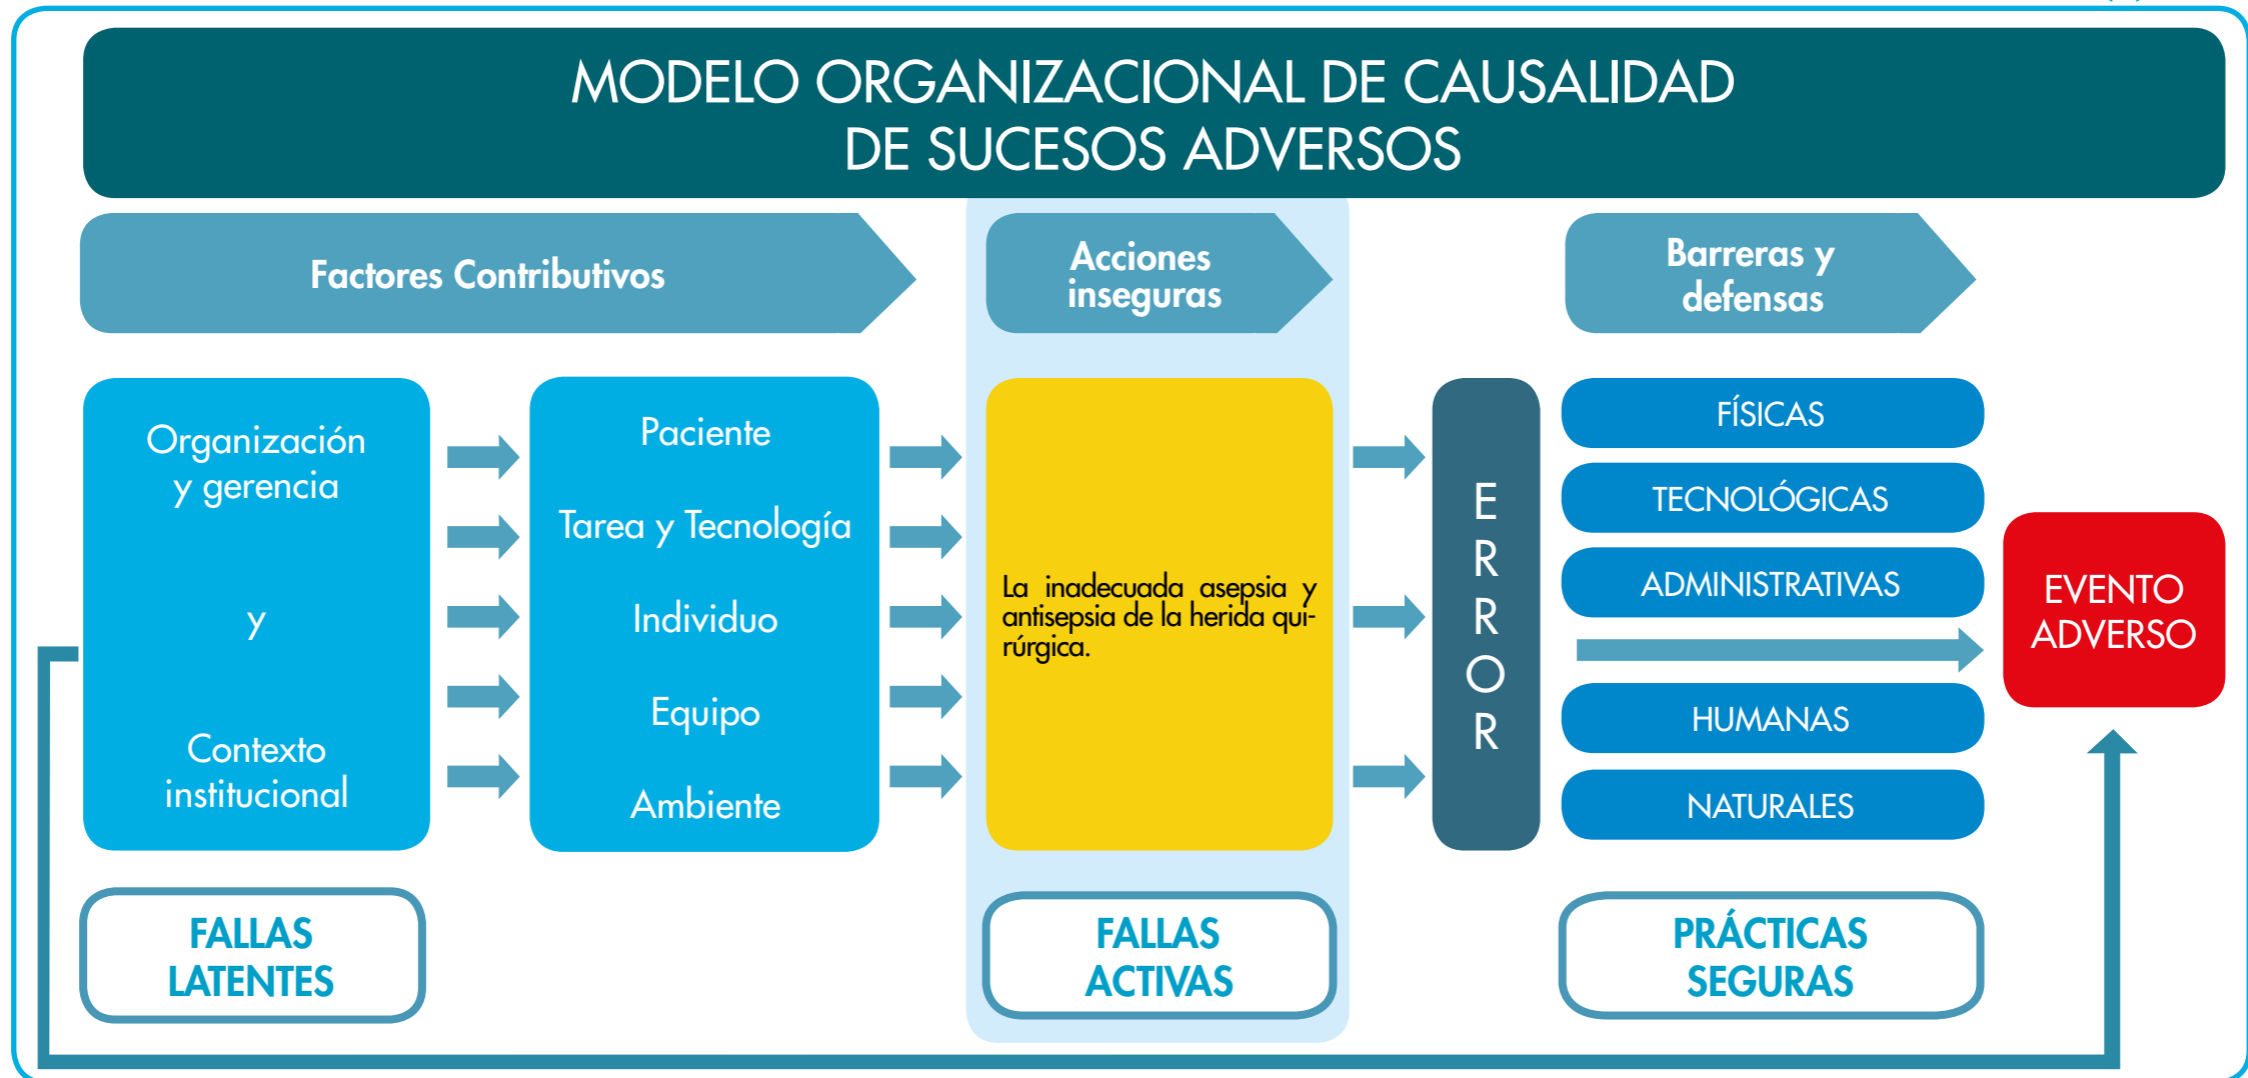 MODELO ORGANIZACIONAL DE CAUSALIDAD
DE SUCESOS ADVERSOS
Factores Contributivos
Acciones
inseguras
Barreras y
defensas
Organización
y gerencia
y
Contexto
institucional
Paciente
Tarea y Tecnología
Individuo
Equipo
Ambiente
La inadecuada asepsia y
antisepsia de la herida qui-
rúrgica.
E
R
R
O
R
FÍSICAS
TECNOLÓGICAS
ADMINISTRATIVAS
HUMANAS
NATURALES
EVENTO
ADVERSO
FALLAS
LATENTES
FALLAS
ACTIVAS
PRÁCTICAS
SEGURAS